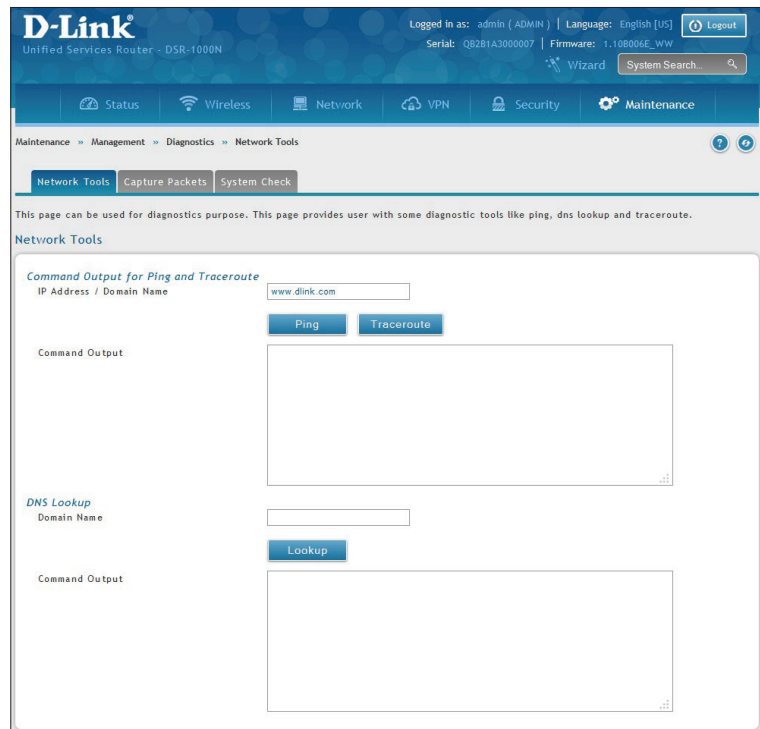 D-Link
Unified Services Router - DSR-1000N
Logged in as: admin ( ADMIN ) | Language: English [US]
Logout
Serial: QB2B1A3000007 | Firmware: 1.10B006E_WW
Wizard
System Search...
Status
Wireless
Network
VPN
Security
Maintenance
Maintenance » Management » Diagnostics » Network Tools
Network Tools
Capture Packets
System Check
This page can be used for diagnostics purpose. This page provides user with some diagnostic tools like ping, dns lookup and traceroute.
Network Tools
Command Output for Ping and Traceroute
IP Address / Domain Name
www.dlink.com
Ping
Traceroute
Command Output
DNS Lookup
Domain Name
Lookup
Command Output